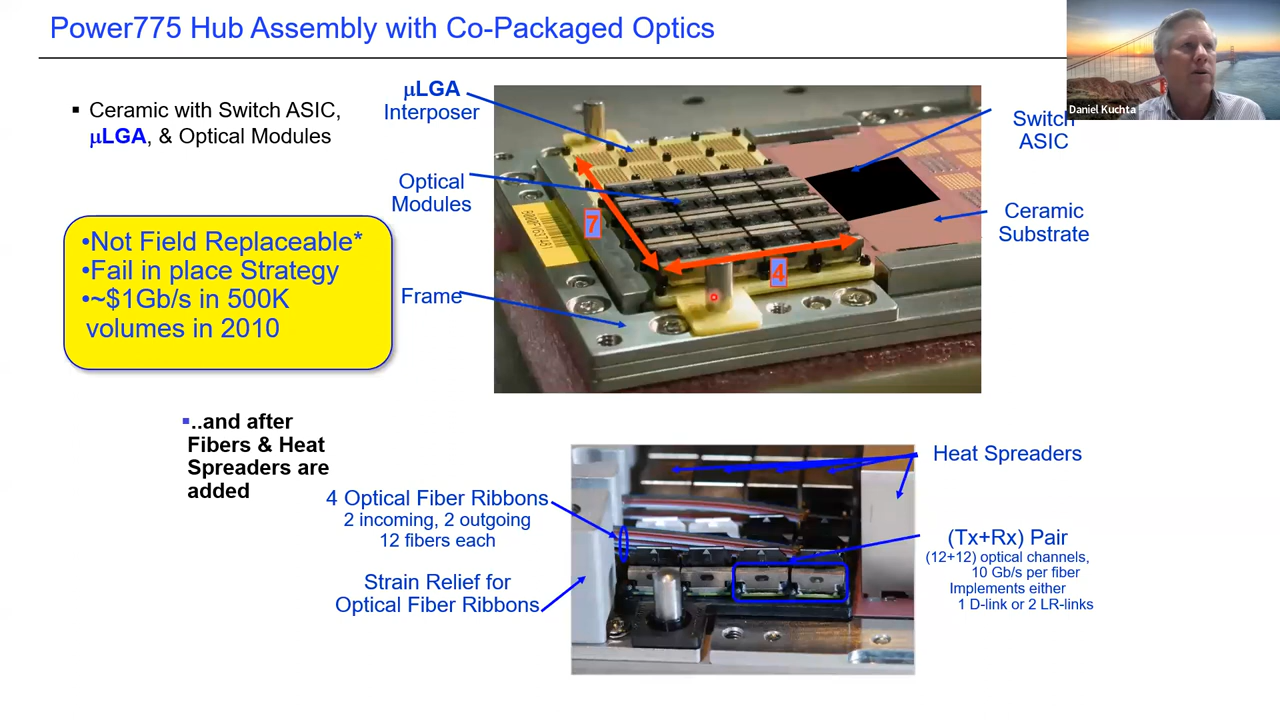 Power775 Hub Assembly with Co-Packaged Optics
Daniel Kuchta
▪ Ceramic with Switch ASIC,
μLGA, & Optical Modules
μLGA
Interposer
Optical
Modules
Frame
Switch
ASIC
Ceramic
Substrate
7
4
•Not Field Replaceable*
•Fail in place Strategy
•~$1Gb/s in 500K
volumes in 2010
▪..and after
Fibers & Heat
Spreaders are
added
4 Optical Fiber Ribbons
2 incoming, 2 outgoing
12 fibers each
Strain Relief for
Optical Fiber Ribbons
Heat Spreaders
(Tx+Rx) Pair
(12+12) optical channels,
10 Gb/s per fiber
Implements either
1 D-link or 2 LR-links